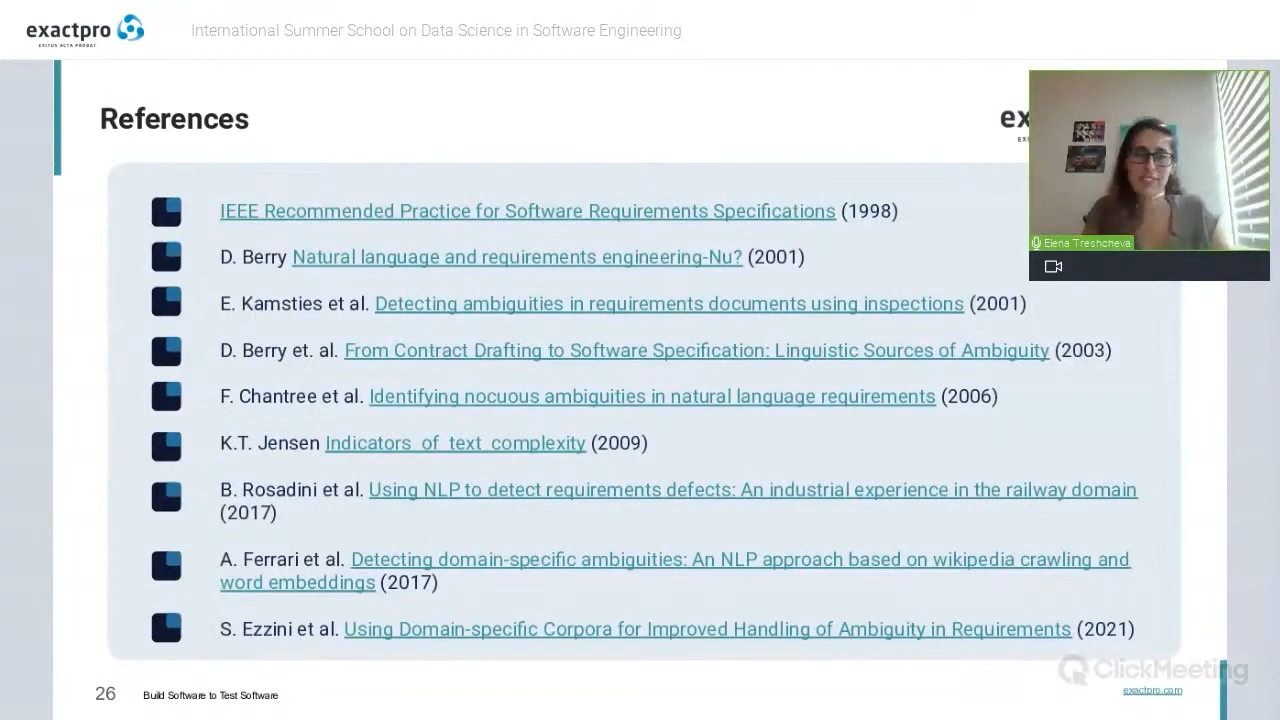 exactpro
EXITUS ACTA PROBAT
International Summer School on Data Science in Software Engineering
References
ex
Elena Treshcheva
IEEE Recommended Practice for Software Requirements Specifications (1998)
D. Berry Natural language and requirements engineering-Nu? (2001)
E. Kamsties et al. Detecting ambiguities in requirements documents using inspections (2001)
D. Berry et. al. From Contract Drafting to Software Specification: Linguistic Sources of Ambiguity (2003)
F. Chantree et al. Identifying nocuous ambiguities in natural language requirements (2006)
K.T. Jensen Indicators_of_text_complexity (2009)
B. Rosadini et al. Using NLP to detect requirements defects: An industrial experience in the railway domain
(2017)
A. Ferrari et al. Detecting domain-specific ambiguities: An NLP approach based on wikipedia crawling and
word embeddings (2017)
S. Ezzini et al. Using Domain-specific Corpora for Improved Handling of Ambiguity in Requirements (2021)
ClickMeeting
26
Build Software to Test Software
exactpro.com